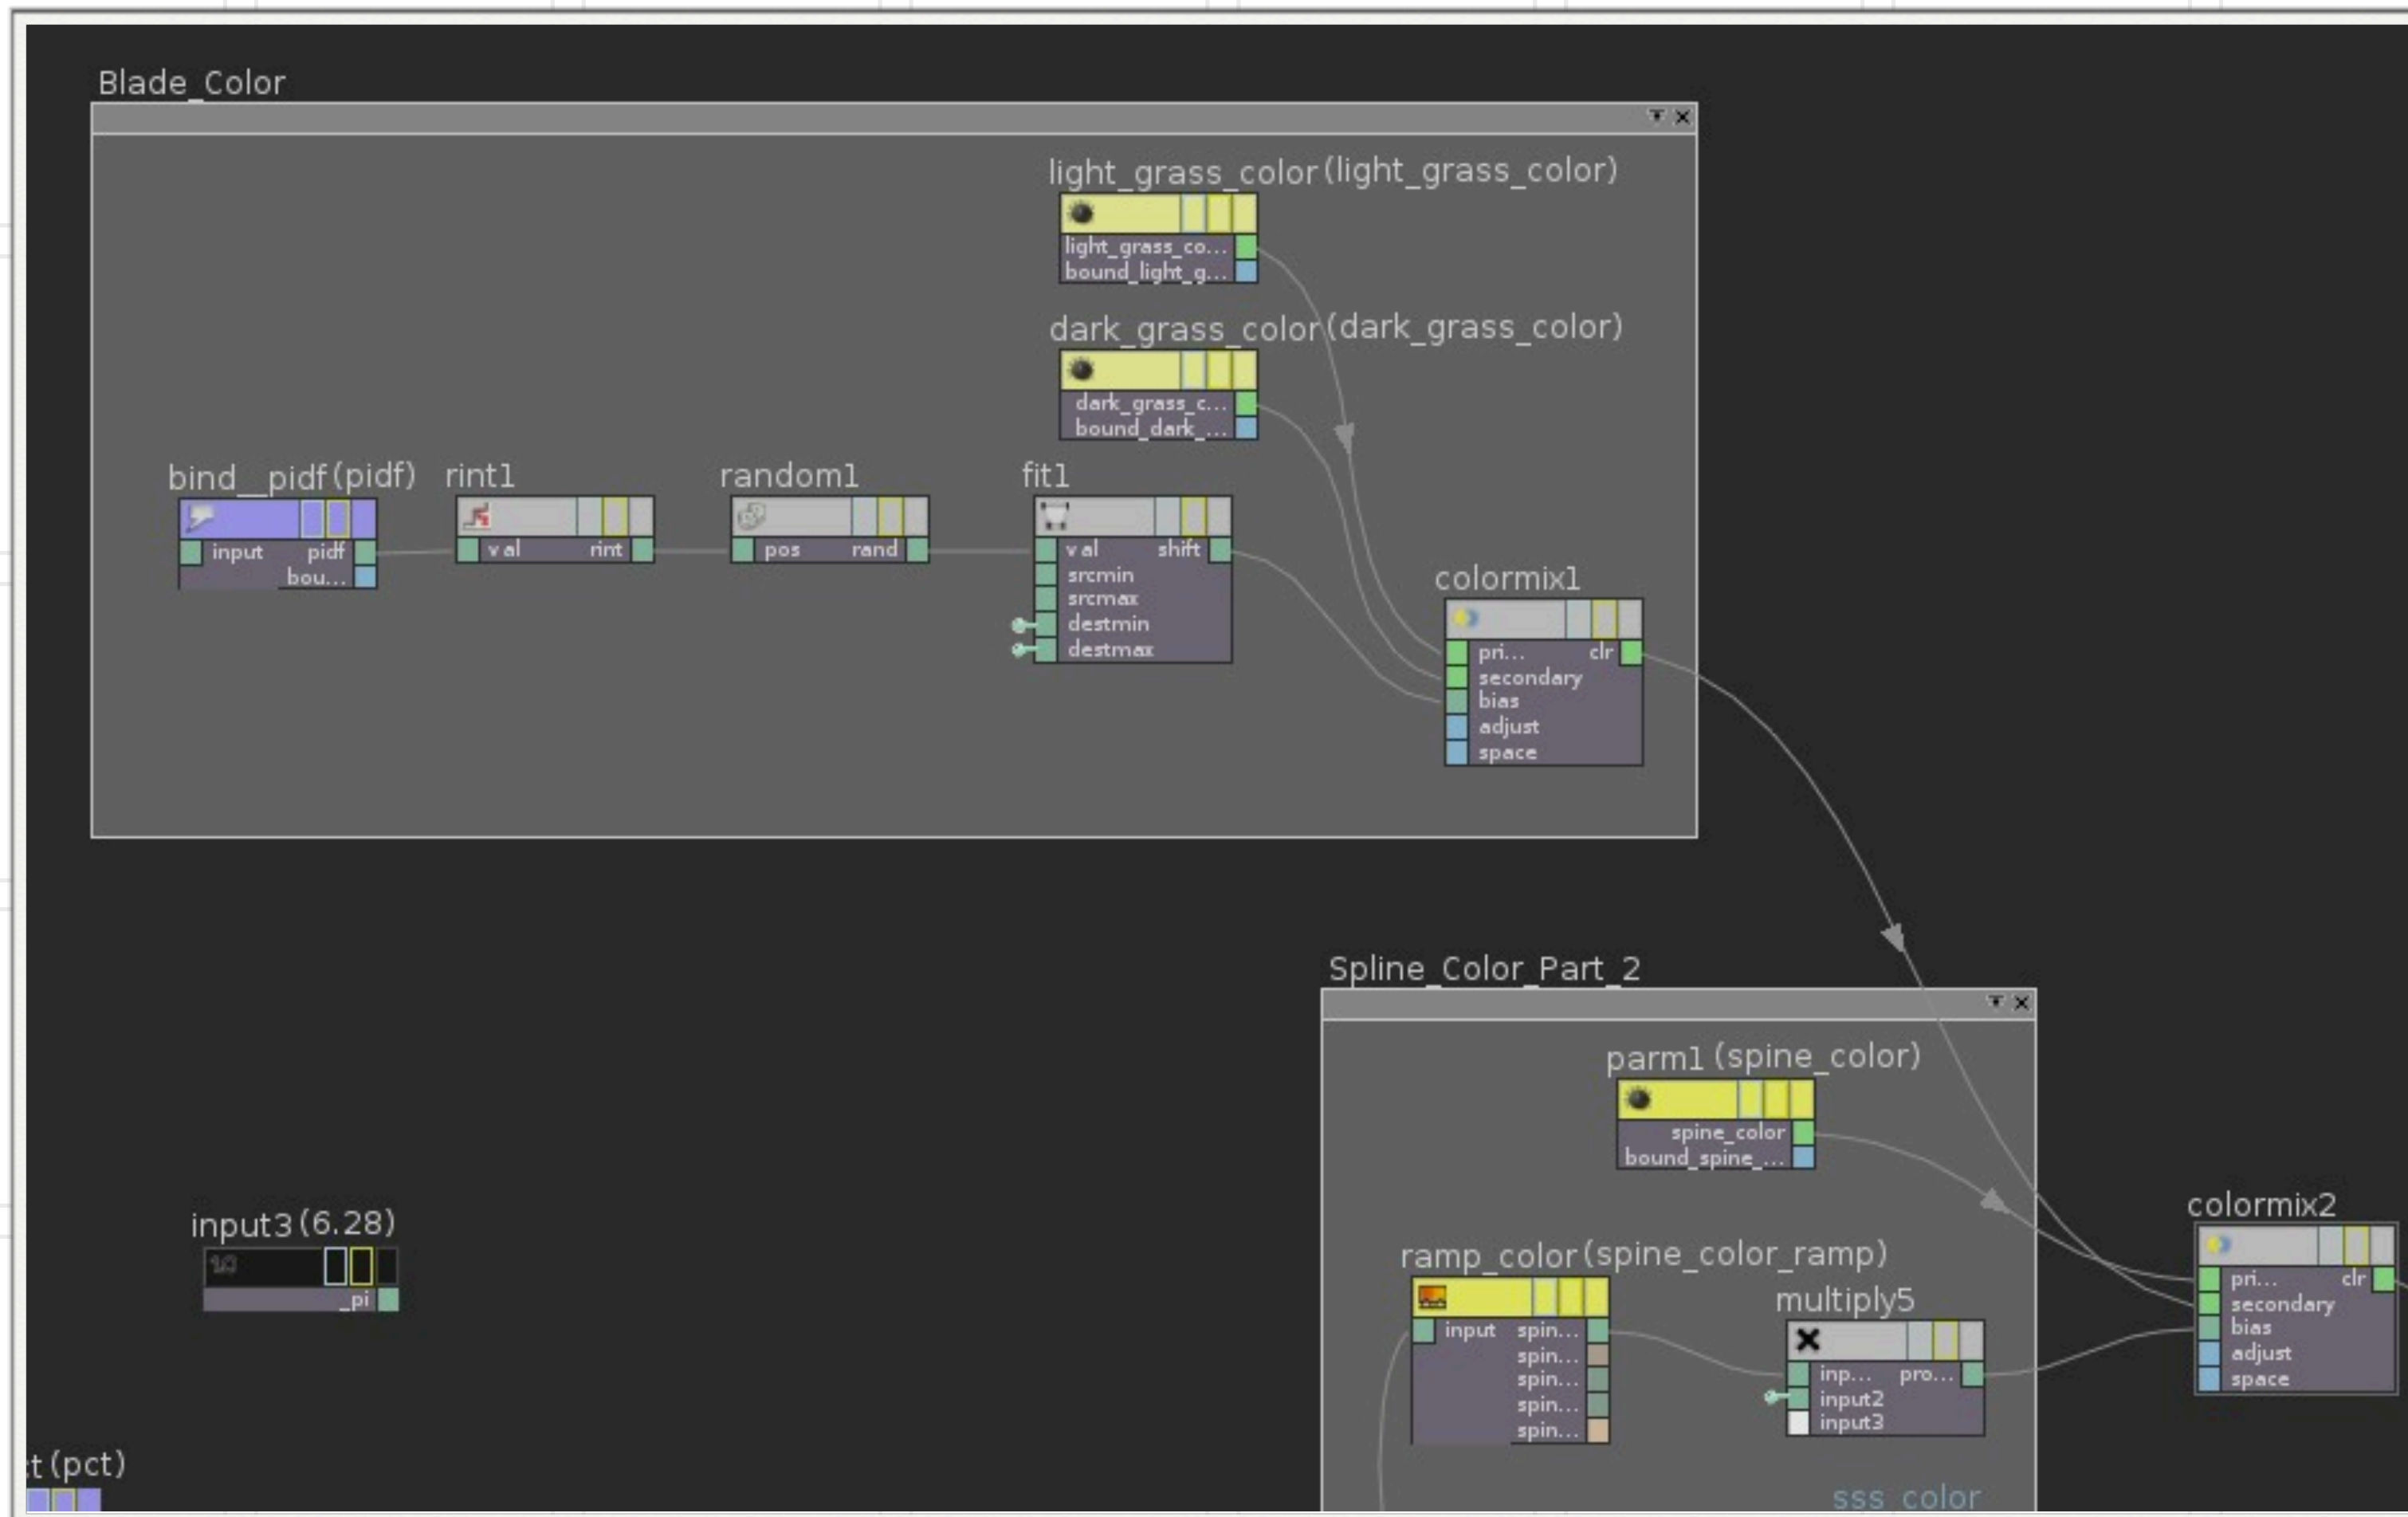 Blade_Color
light_grass_color (light_grass_color)
light_grass_co...
bound_light_g...
dark_grass_color (dark_grass_color)
dark_grass_c...
bound_dark_...
bind__pidf (pidf)
input pidf
bou...
rint1
val rint
random1
pos rand
fit1
val shift
srcmin
srcmax
destmin
destmax
colormix1
pri... clr
secondary
bias
adjust
space
Spline_Color_Part_2
parm1 (spine_color)
spine_color
bound_spine_...
input3 (6.28)
_pi
ramp_color (spine_color_ramp)
input spin...
spin...
spin...
spin...
spin...
multiply5
inp... pro...
input2
input3
colormix2
pri... clr
secondary
bias
adjust
space
t (pct)
sss_color